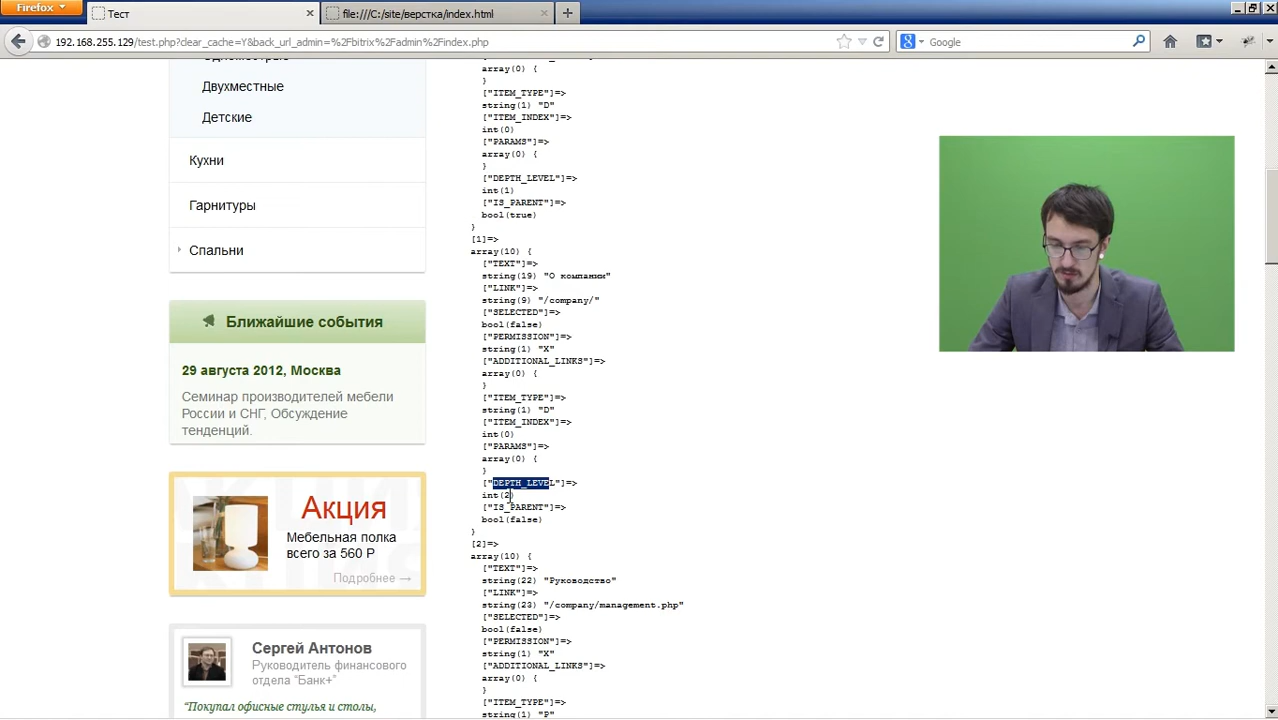 Firefox
Тест
file:///C:/site/верстка/index.html
192.168.255.129/test.php?clear_cache=Y&back_url_admin=%2Fbitrix%2Fadmin%2Findex.php
Google
Двухместные
Детские
Кухни
Гарнитуры
Спальни
Ближайшие события
29 августа 2012, Москва
Семинар производителей мебели
России и СНГ, Обсуждение
тенденций.
Акция
Мебельная полка
всего за 560 Р
Подробнее →
Сергей Антонов
Руководитель финансового
отдела “Банк+”
“Покупал офисные стулья и столы,
array(0) {
}
["ITEM_TYPE"]=>
string(1) "D"
["ITEM_INDEX"]=>
int(0)
["PARAMS"]=>
array(0) {
}
["DEPTH_LEVEL"]=>
int(1)
["IS_PARENT"]=>
bool(true)
}
[1]=>
array(10) {
["TEXT"]=>
string(19) "О компании"
["LINK"]=>
string(9) "/company/"
["SELECTED"]=>
bool(false)
["PERMISSION"]=>
string(1) "X"
["ADDITIONAL_LINKS"]=>
array(0) {
}
["ITEM_TYPE"]=>
string(1) "D"
["ITEM_INDEX"]=>
int(0)
["PARAMS"]=>
array(0) {
}
["DEPTH_LEVEL"]=>
int(2)
["IS_PARENT"]=>
bool(false)
}
[2]=>
array(10) {
["TEXT"]=>
string(22) "Руководство"
["LINK"]=>
string(23) "/company/management.php"
["SELECTED"]=>
bool(false)
["PERMISSION"]=>
string(1) "X"
["ADDITIONAL_LINKS"]=>
array(0) {
}
["ITEM_TYPE"]=>
string(1) "P"